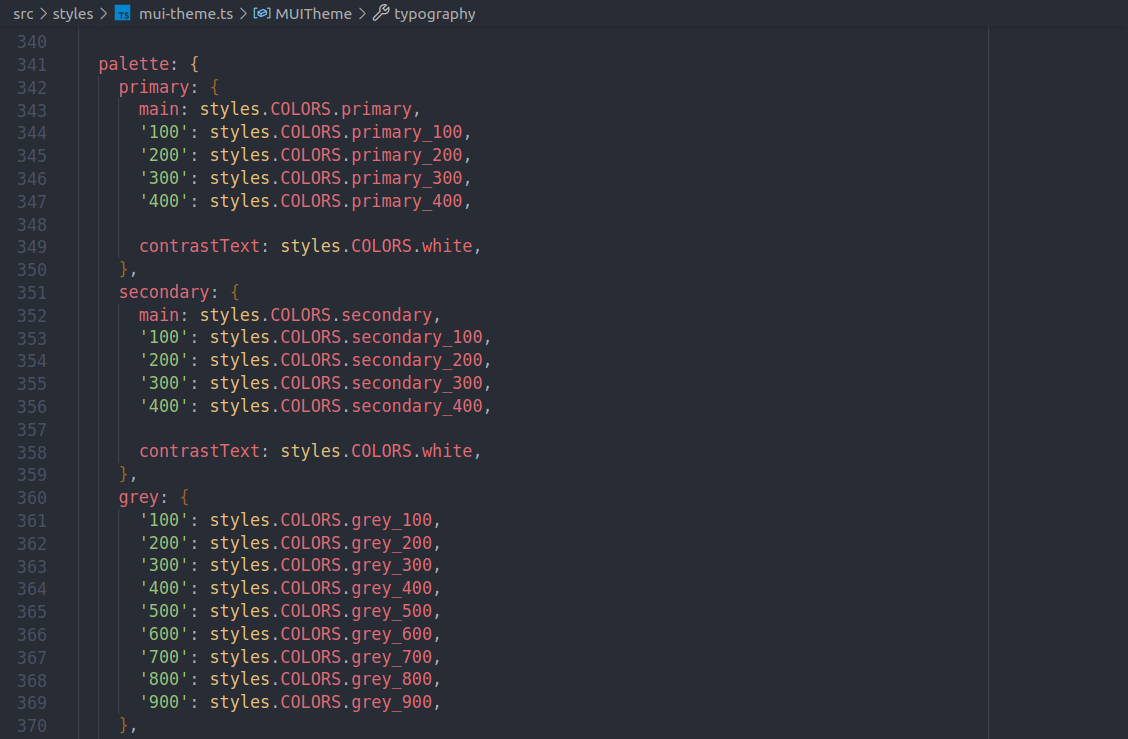 src > styles > TS mui-theme.ts > MUITheme > typography
340
341 palette: {
342 primary: {
343 main: styles.COLORS.primary,
344 '100': styles.COLORS.primary_100,
345 '200': styles.COLORS.primary_200,
346 '300': styles.COLORS.primary_300,
347 '400': styles.COLORS.primary_400,
348
349 contrastText: styles.COLORS.white,
350 },
351 secondary: {
352 main: styles.COLORS.secondary,
353 '100': styles.COLORS.secondary_100,
354 '200': styles.COLORS.secondary_200,
355 '300': styles.COLORS.secondary_300,
356 '400': styles.COLORS.secondary_400,
357
358 contrastText: styles.COLORS.white,
359 },
360 grey: {
361 '100': styles.COLORS.grey_100,
362 '200': styles.COLORS.grey_200,
363 '300': styles.COLORS.grey_300,
364 '400': styles.COLORS.grey_400,
365 '500': styles.COLORS.grey_500,
366 '600': styles.COLORS.grey_600,
367 '700': styles.COLORS.grey_700,
368 '800': styles.COLORS.grey_800,
369 '900': styles.COLORS.grey_900,
370 },